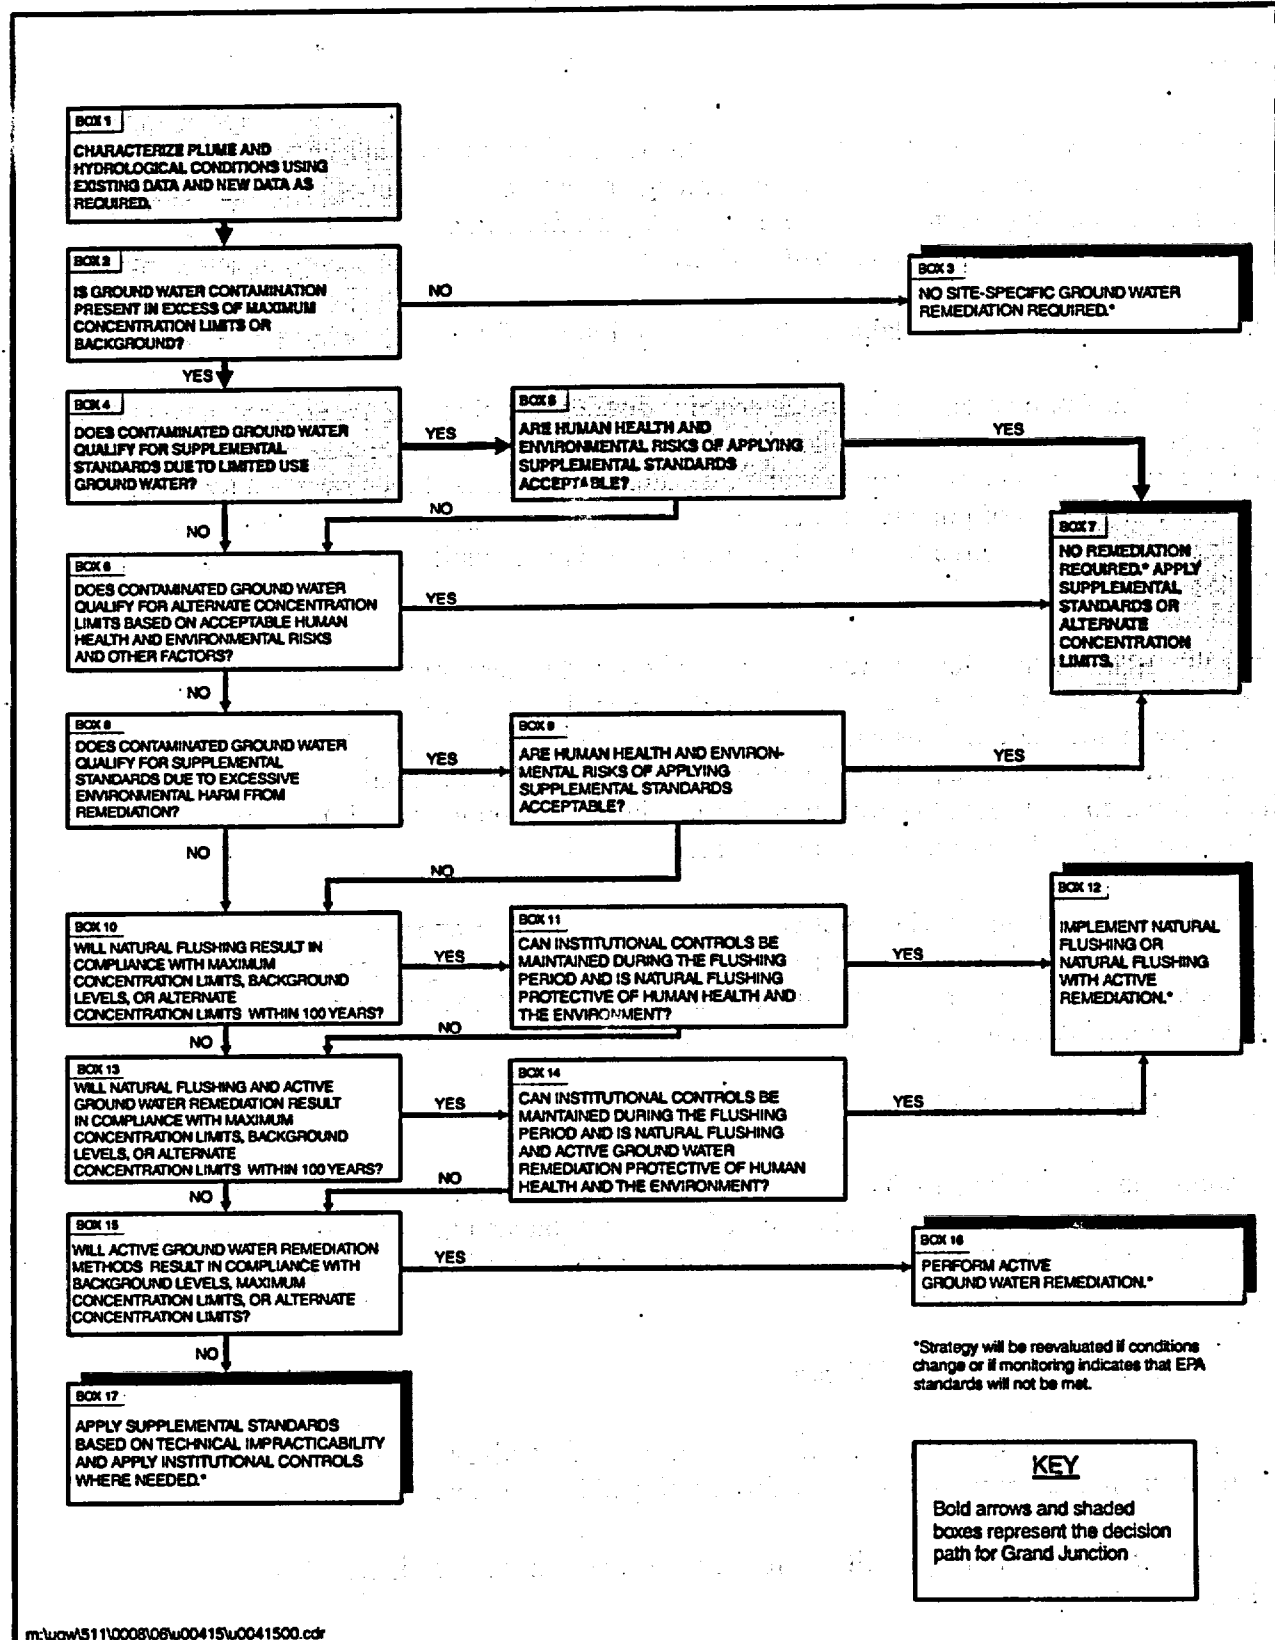 BOX 1
CHARACTERIZE PLUME AND
HYDROLOGICAL CONDITIONS USING
EXISTING DATA AND NEW DATA AS
REQUIRED.
BOX 2
IS GROUND WATER CONTAMINATION
PRESENT IN EXCESS OF MAXIMUM
CONCENTRATION LIMITS OR
BACKGROUND?
NO
BOX 3
NO SITE-SPECIFIC GROUND WATER
REMEDIATION REQUIRED.*
YES
BOX 4
DOES CONTAMINATED GROUND WATER
QUALIFY FOR SUPPLEMENTAL
STANDARDS DUE TO LIMITED USE
GROUND WATER?
YES
BOX 5
ARE HUMAN HEALTH AND
ENVIRONMENTAL RISKS OF APPLYING
SUPPLEMENTAL STANDARDS
ACCEPTABLE?
YES
NO
NO
BOX 6
DOES CONTAMINATED GROUND WATER
QUALIFY FOR ALTERNATE CONCENTRATION
LIMITS BASED ON ACCEPTABLE HUMAN
HEALTH AND ENVIRONMENTAL RISKS
AND OTHER FACTORS?
YES
BOX 7
NO REMEDIATION
REQUIRED.* APPLY
SUPPLEMENTAL
STANDARDS OR
ALTERNATE
CONCENTRATION
LIMITS.
NO
BOX 8
DOES CONTAMINATED GROUND WATER
QUALIFY FOR SUPPLEMENTAL
STANDARDS DUE TO EXCESSIVE
ENVIRONMENTAL HARM FROM
REMEDIATION?
YES
BOX 9
ARE HUMAN HEALTH AND ENVIRON-
MENTAL RISKS OF APPLYING
SUPPLEMENTAL STANDARDS
ACCEPTABLE?
YES
NO
NO
BOX 10
WILL NATURAL FLUSHING RESULT IN
COMPLIANCE WITH MAXIMUM
CONCENTRATION LIMITS, BACKGROUND
LEVELS, OR ALTERNATE
CONCENTRATION LIMITS WITHIN 100 YEARS?
YES
BOX 11
CAN INSTITUTIONAL CONTROLS BE
MAINTAINED DURING THE FLUSHING
PERIOD AND IS NATURAL FLUSHING
PROTECTIVE OF HUMAN HEALTH AND
THE ENVIRONMENT?
YES
BOX 12
IMPLEMENT NATURAL
FLUSHING OR
NATURAL FLUSHING
WITH ACTIVE
REMEDIATION.*
NO
NO
BOX 13
WILL NATURAL FLUSHING AND ACTIVE
GROUND WATER REMEDIATION RESULT
IN COMPLIANCE WITH MAXIMUM
CONCENTRATION LIMITS, BACKGROUND
LEVELS, OR ALTERNATE
CONCENTRATION LIMITS WITHIN 100 YEARS?
YES
BOX 14
CAN INSTITUTIONAL CONTROLS BE
MAINTAINED DURING THE FLUSHING
PERIOD AND IS NATURAL FLUSHING
AND ACTIVE GROUND WATER
REMEDIATION PROTECTIVE OF HUMAN
HEALTH AND THE ENVIRONMENT?
YES
NO
NO
BOX 15
WILL ACTIVE GROUND WATER REMEDIATION
METHODS RESULT IN COMPLIANCE WITH
BACKGROUND LEVELS, MAXIMUM
CONCENTRATION LIMITS, OR ALTERNATE
CONCENTRATION LIMITS?
YES
BOX 16
PERFORM ACTIVE
GROUND WATER REMEDIATION.*
NO
*Strategy will be reevaluated if conditions
change or if monitoring indicates that EPA
standards will not be met.
BOX 17
APPLY SUPPLEMENTAL STANDARDS
BASED ON TECHNICAL IMPRACTICABILITY
AND APPLY INSTITUTIONAL CONTROLS
WHERE NEEDED.*
KEY
Bold arrows and shaded
boxes represent the decision
path for Grand Junction
m:\ugw\511\0008\06\u00415\u0041500.cdr